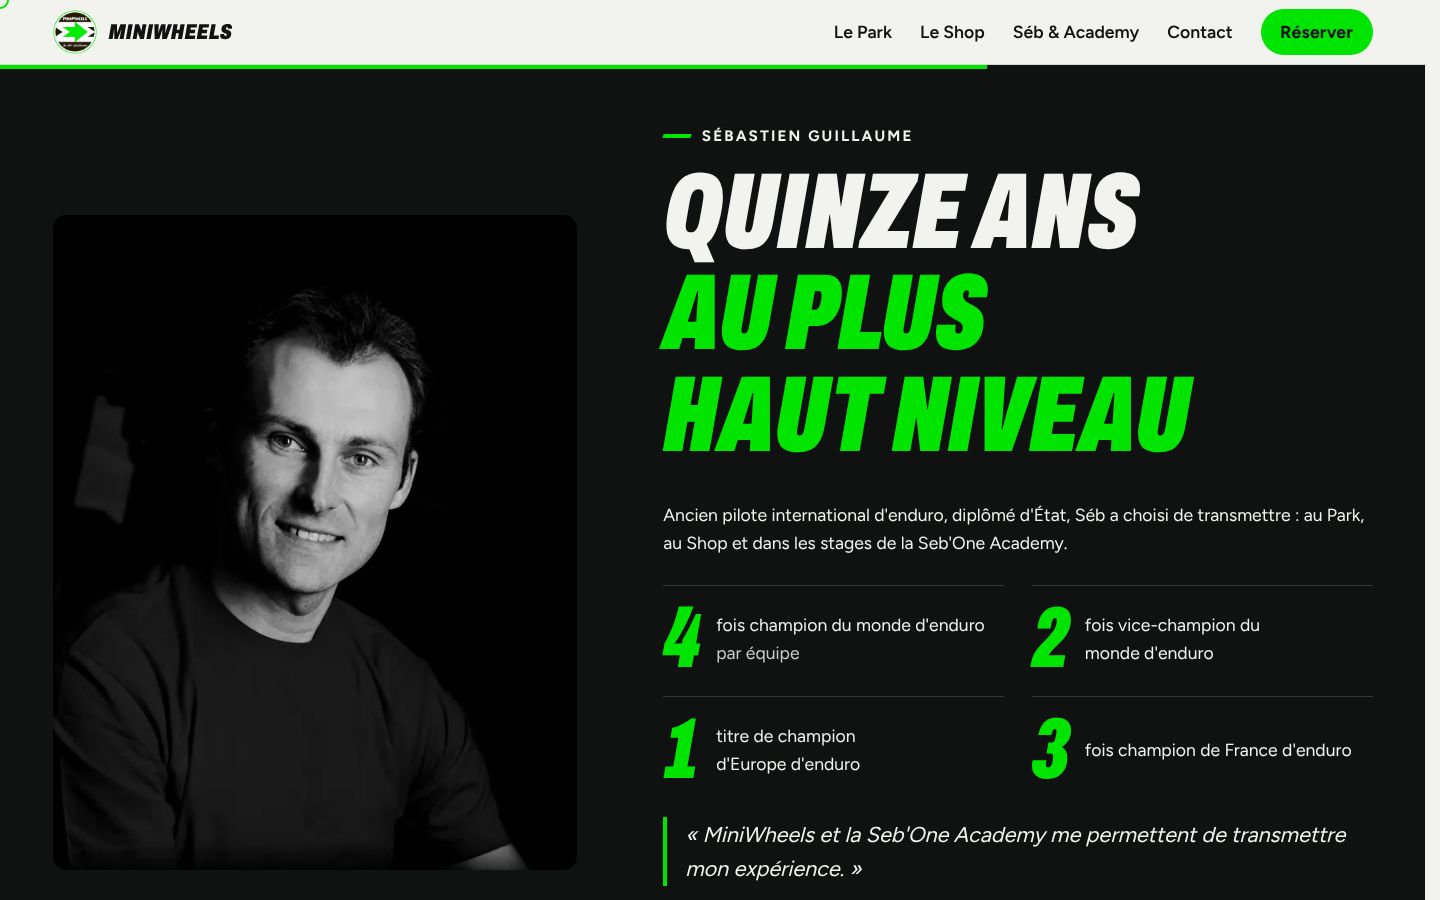 MINIWHEELS
Le Park
Le Shop
Séb & Academy
Contact
Réserver
SÉBASTIEN GUILLAUME
QUINZE ANS
AU PLUS
HAUT NIVEAU
Ancien pilote international d'enduro, diplômé d'État, Séb a choisi de transmettre : au Park,
au Shop et dans les stages de la Seb'One Academy.
4
fois champion du monde d'enduro
par équipe
2
fois vice-champion du
monde d'enduro
1
titre de champion
d'Europe d'enduro
3
fois champion de France d'enduro
« MiniWheels et la Seb'One Academy me permettent de transmettre
mon expérience. »